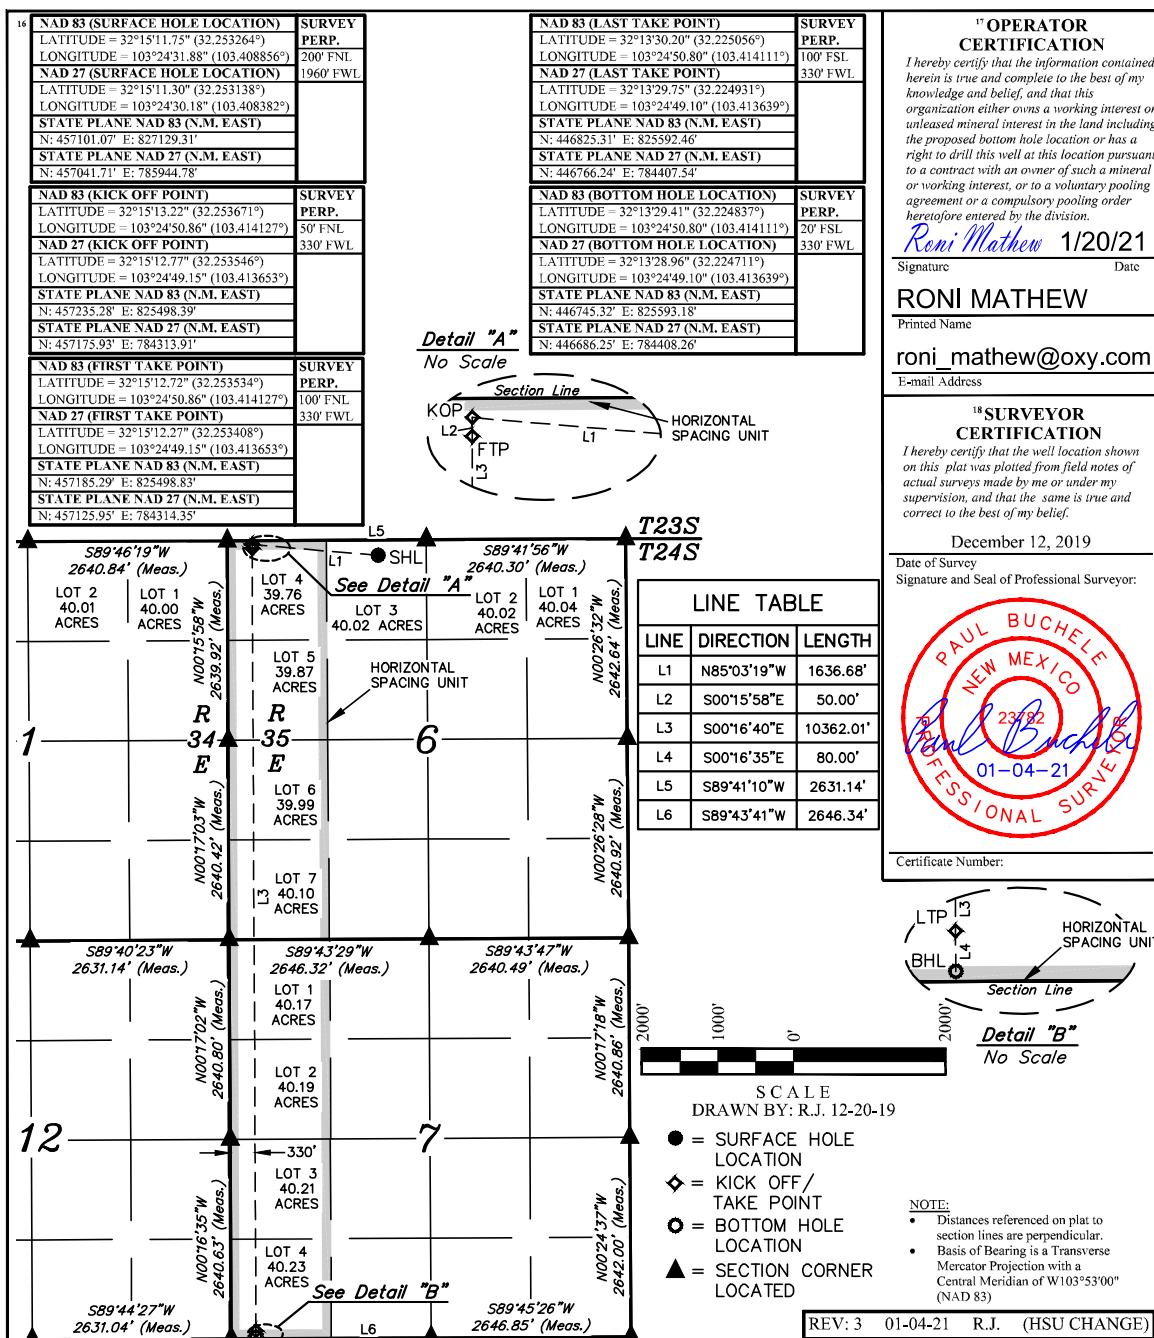 16
NAD 83 (SURFACE HOLE LOCATION)
LATITUDE = 32°15'11.75" (32.253264°)
LONGITUDE = 103°24'31.88" (103.408856°)
NAD 27 (SURFACE HOLE LOCATION)
LATITUDE = 32°15'11.30" (32.253138°)
LONGITUDE = 103°24'30.18" (103.408382°)
STATE PLANE NAD 83 (N.M. EAST)
N: 457101.07' E: 827129.31'
STATE PLANE NAD 27 (N.M. EAST)
N: 457041.71' E: 785944.78'
SURVEY
PERP.
200' FNL
1960' FWL
NAD 83 (KICK OFF POINT)
LATITUDE = 32°15'13.22" (32.253671°)
LONGITUDE = 103°24'50.86" (103.414127°)
NAD 27 (KICK OFF POINT)
LATITUDE = 32°15'12.77" (32.253546°)
LONGITUDE = 103°24'49.15" (103.413653°)
STATE PLANE NAD 83 (N.M. EAST)
N: 457235.28' E: 825498.39'
STATE PLANE NAD 27 (N.M. EAST)
N: 457175.93' E: 784313.91'
SURVEY
PERP.
50' FNL
330' FWL
NAD 83 (FIRST TAKE POINT)
LATITUDE = 32°15'12.72" (32.253534°)
LONGITUDE = 103°24'50.86" (103.414127°)
NAD 27 (FIRST TAKE POINT)
LATITUDE = 32°15'12.27" (32.253408°)
LONGITUDE = 103°24'49.15" (103.413653°)
STATE PLANE NAD 83 (N.M. EAST)
N: 457185.29' E: 825498.83'
STATE PLANE NAD 27 (N.M. EAST)
N: 457125.95' E: 784314.35'
SURVEY
PERP.
100' FNL
330' FWL
NAD 83 (LAST TAKE POINT)
LATITUDE = 32°13'30.20" (32.225056°)
LONGITUDE = 103°24'50.80" (103.414111°)
NAD 27 (LAST TAKE POINT)
LATITUDE = 32°13'29.75" (32.224931°)
LONGITUDE = 103°24'49.10" (103.413639°)
STATE PLANE NAD 83 (N.M. EAST)
N: 446825.31' E: 825592.46'
STATE PLANE NAD 27 (N.M. EAST)
N: 446766.24' E: 784407.54'
SURVEY
PERP.
100' FSL
330' FWL
NAD 83 (BOTTOM HOLE LOCATION)
LATITUDE = 32°13'29.41" (32.224837°)
LONGITUDE = 103°24'50.80" (103.414111°)
NAD 27 (BOTTOM HOLE LOCATION)
LATITUDE = 32°13'28.96" (32.224711°)
LONGITUDE = 103°24'49.10" (103.413639°)
STATE PLANE NAD 83 (N.M. EAST)
N: 446745.32' E: 825593.18'
STATE PLANE NAD 27 (N.M. EAST)
N: 446686.25' E: 784408.26'
SURVEY
PERP.
20' FSL
330' FWL
17 OPERATOR
CERTIFICATION
I hereby certify that the information contained
herein is true and complete to the best of my
knowledge and belief, and that this
organization either owns a working interest or
unleased mineral interest in the land including
the proposed bottom hole location or has a
right to drill this well at this location pursuant
to a contract with an owner of such a mineral
or working interest, or to a voluntary pooling
agreement or a compulsory pooling order
heretofore entered by the division.
Roni Mathew 1/20/21
Signature Date
RONI MATHEW
Printed Name
roni_mathew@oxy.com
E-mail Address
18 SURVEYOR
CERTIFICATION
I hereby certify that the well location shown
on this plat was plotted from field notes of
actual surveys made by me or under my
supervision, and that the same is true and
correct to the best of my belief.
December 12, 2019
Date of Survey
Signature and Seal of Professional Surveyor:
PAUL BUCHELE
NEW MEXICO
23782
Paul Buchele
01-04-21
PROFESSIONAL SURVEYOR
Certificate Number:
Detail "A"
No Scale
Section Line
KOP
L2
FTP
L3
L1
HORIZONTAL
SPACING UNIT
T23S
T24S
L5
S89°46'19"W
2640.84' (Meas.)
L1
SHL
S89°41'56"W
2640.30' (Meas.)
See Detail "A"
LOT 2
40.01
ACRES
LOT 1
40.00
ACRES
N00°15'58"W
2639.92' (Meas.)
LOT 4
39.76
ACRES
LOT 3
40.02 ACRES
LOT 2
40.02
ACRES
LOT 1
40.04
ACRES
N00°26'32"W
2642.64' (Meas.)
LOT 5
39.87
ACRES
HORIZONTAL
SPACING UNIT
R
34
E
R
35
E
1
6
N00°17'03"W
2640.42' (Meas.)
LOT 6
39.99
ACRES
L3
LOT 7
40.10
ACRES
N00°26'28"W
2640.92' (Meas.)
S89°40'23"W
2631.14' (Meas.)
S89°43'29"W
2646.32' (Meas.)
S89°43'47"W
2640.49' (Meas.)
N00°17'02"W
2640.80' (Meas.)
LOT 1
40.17
ACRES
LOT 2
40.19
ACRES
N00°17'18"W
2640.86' (Meas.)
12
7
330'
LOT 3
40.21
ACRES
N00°16'35"W
2640.63' (Meas.)
LOT 4
40.23
ACRES
N00°24'37"W
2642.00' (Meas.)
See Detail "B"
S89°44'27"W
2631.04' (Meas.)
L6
S89°45'26"W
2646.85' (Meas.)
LINE TABLE
LINE DIRECTION LENGTH
L1 N85°03'19"W 1636.68'
L2 S00°15'58"E 50.00'
L3 S00°16'40"E 10362.01'
L4 S00°16'35"E 80.00'
L5 S89°41'10"W 2631.14'
L6 S89°43'41"W 2646.34'
LTP
L3
BHL
L4
HORIZONTAL
SPACING UNIT
Section Line
Detail "B"
No Scale
2000'
1000'
0'
2000'
SCALE
DRAWN BY: R.J. 12-20-19
= SURFACE HOLE
LOCATION
= KICK OFF/
TAKE POINT
= BOTTOM HOLE
LOCATION
= SECTION CORNER
LOCATED
NOTE:
• Distances referenced on plat to
section lines are perpendicular.
• Basis of Bearing is a Transverse
Mercator Projection with a
Central Meridian of W103°53'00"
(NAD 83)
REV: 3 01-04-21 R.J. (HSU CHANGE)